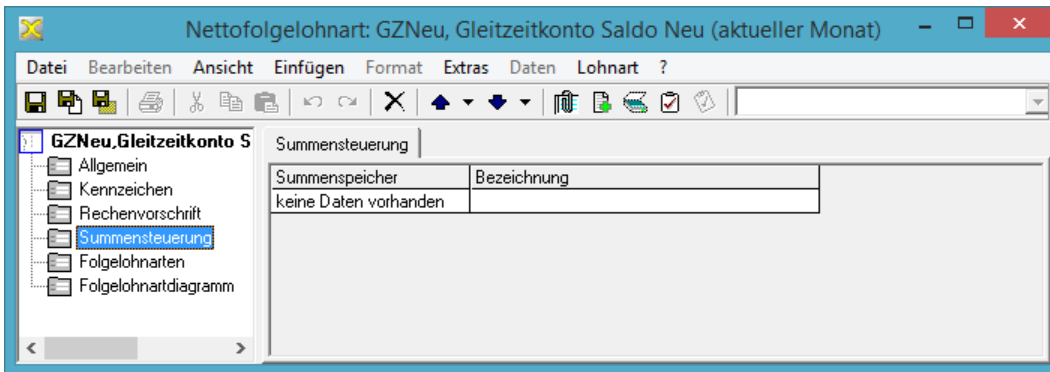 Nettofolgelohnart: GZNeu, Gleitzeitkonto Saldo Neu (aktueller Monat)
Datei Bearbeiten Ansicht Einfügen Format Extras Daten Lohnart ?
GZNeu,Gleitzeitkonto S
Allgemein
Kennzeichen
Rechenvorschrift
Summensteuerung
Folgelohnarten
Folgelohnartdiagramm
Summensteuerung
Summenspeicher Bezeichnung
keine Daten vorhanden